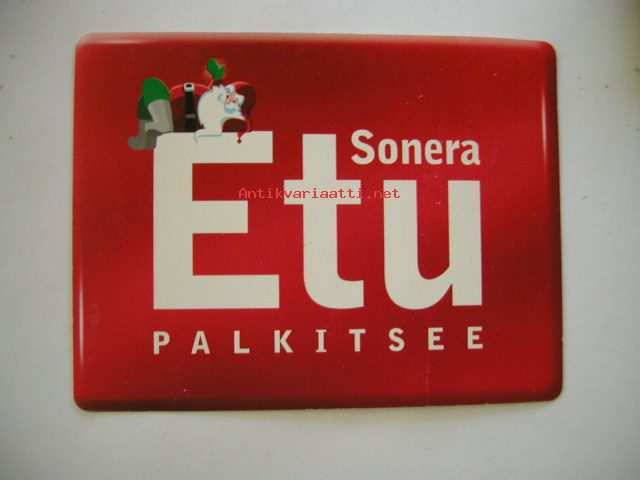 Sonera
Etu
Antikvariaatti.net
PALKITSEE